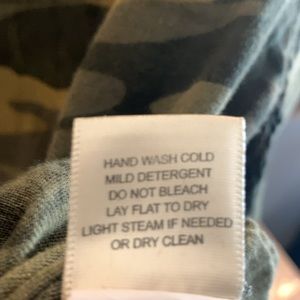 HAND WASH COLD
MILD DETERGENT
DO NOT BLEACH
LAY FLAT TO DRY
LIGHT STEAM IF NEEDED
OR DRY CLEAN